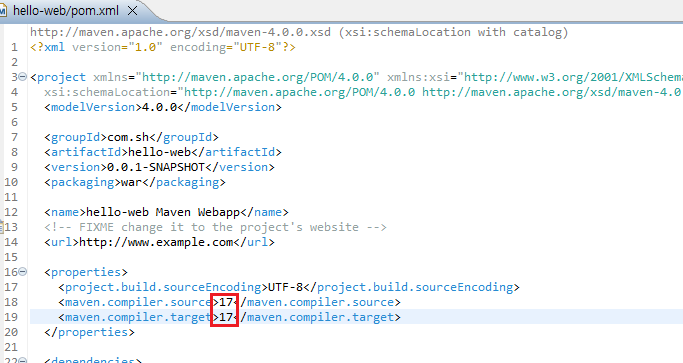 hello-web/pom.xml
http://maven.apache.org/xsd/maven-4.0.0.xsd (xsi:schemaLocation with catalog)
1 <?xml version="1.0" encoding="UTF-8"?>
2
3 <project xmlns="http://maven.apache.org/POM/4.0.0" xmlns:xsi="http://www.w3.org/2001/XMLSchema
4 xsi:schemaLocation="http://maven.apache.org/POM/4.0.0 http://maven.apache.org/xsd/maven-4.0
5 <modelVersion>4.0.0</modelVersion>
6
7 <groupId>com.sh</groupId>
8 <artifactId>hello-web</artifactId>
9 <version>0.0.1-SNAPSHOT</version>
10 <packaging>war</packaging>
11
12 <name>hello-web Maven Webapp</name>
13 <!-- FIXME change it to the project's website -->
14 <url>http://www.example.com</url>
15
16 <properties>
17 <project.build.sourceEncoding>UTF-8</project.build.sourceEncoding>
18 <maven.compiler.source>17</maven.compiler.source>
19 <maven.compiler.target>17</maven.compiler.target>
20 </properties>
21
22 <dependencies>